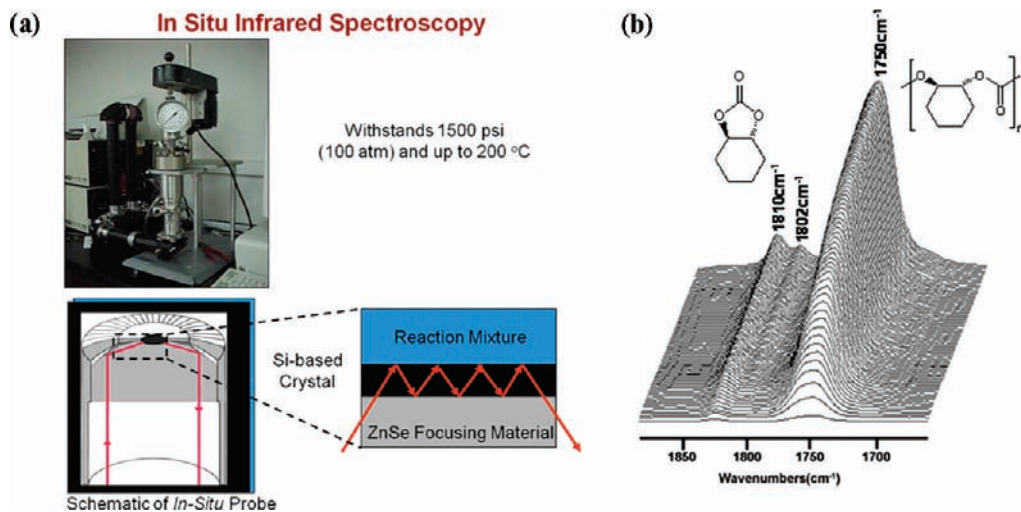 (a)
In Situ Infrared Spectroscopy
Withstands 1500 psi
(100 atm) and up to 200 °C
Si-based
Crystal
Reaction Mixture
ZnSe Focusing Material
Schematic of In-Situ Probe
(b)
O
O
O
1810cm⁻¹
1802cm⁻¹
1750cm⁻¹
O
O
O
n
1850
1800
1750
1700
Wavenumbers(cm⁻¹)